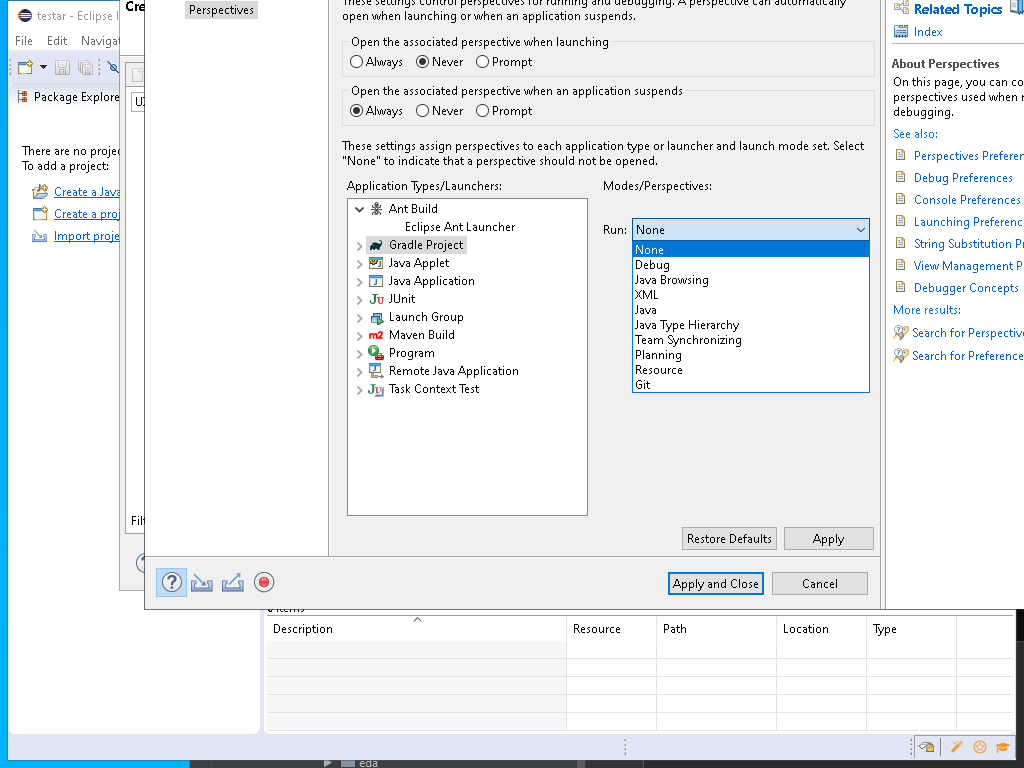 testar - Eclipse
Cre
Perspectives
These settings control perspectives for running and debugging. A perspective can automatically
open when launching or when an application suspends.
Related Topics
File Edit Navigat
Index
Open the associated perspective when launching
Always Never Prompt
About Perspectives
On this page, you can co
perspectives used when
debugging.
Package Explore
Open the associated perspective when an application suspends
Always Never Prompt
See also:
There are no proje
To add a project:
These settings assign perspectives to each application type or launcher and launch mode set. Select
"None" to indicate that a perspective should not be opened.
Perspectives Preferen
Debug Preferences
Console Preferences
Launching Preferenc
String Substitution Pr
View Management P
Debugger Concepts
More results:
Search for Perspective
Search for Preference
Create a Java
Create a proj
Import proje
Application Types/Launchers:
Modes/Perspectives:
Ant Build
Eclipse Ant Launcher
Gradle Project
Java Applet
Java Application
JUnit
Launch Group
Maven Build
Program
Remote Java Application
Task Context Test
Run: None
None
Debug
Java Browsing
XML
Java
Java Type Hierarchy
Team Synchronizing
Planning
Resource
Git
Filt
Restore Defaults Apply
Apply and Close Cancel
items
Description Resource Path Location Type
eda